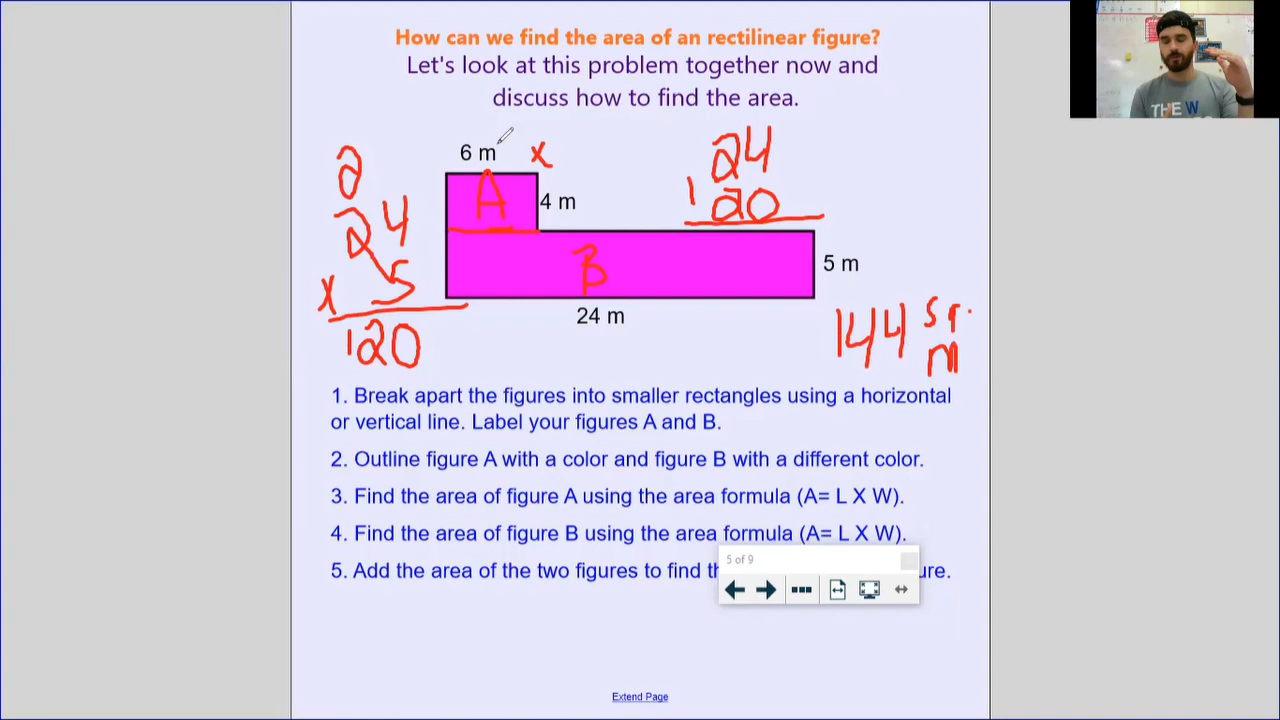 How can we find the area of an rectilinear figure?
Let's look at this problem together now and
discuss how to find the area.
THE W
6 m
x
A
4 m
B
5 m
24 m
2
24
x 5
120
24
120
144 sq.
m
1. Break apart the figures into smaller rectangles using a horizontal
or vertical line. Label your figures A and B.
2. Outline figure A with a color and figure B with a different color.
3. Find the area of figure A using the area formula (A= L X W).
4. Find the area of figure B using the area formula (A= L X W).
5. Add the area of the two figures to find th
ure.
5 of 9
Extend Page